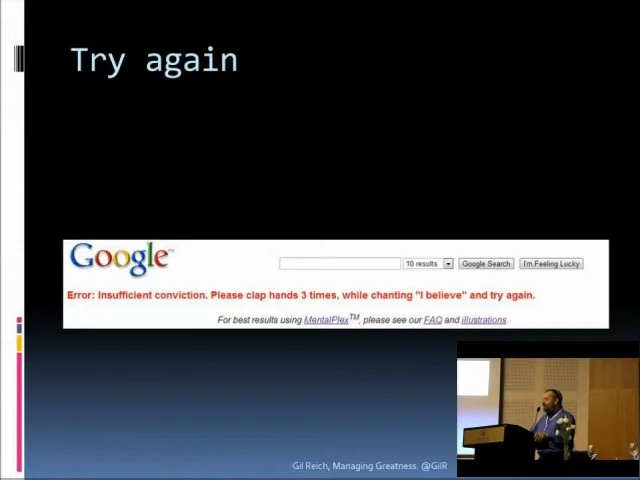 Try again
Google™
10 results
Google Search
I'm Feeling Lucky
Error: Insufficient conviction. Please clap hands 3 times, while chanting "I believe" and try again.
For best results using MentalPlex™, please see our FAQ and illustrations.
Gil Reich, Managing Greatness. @GilR